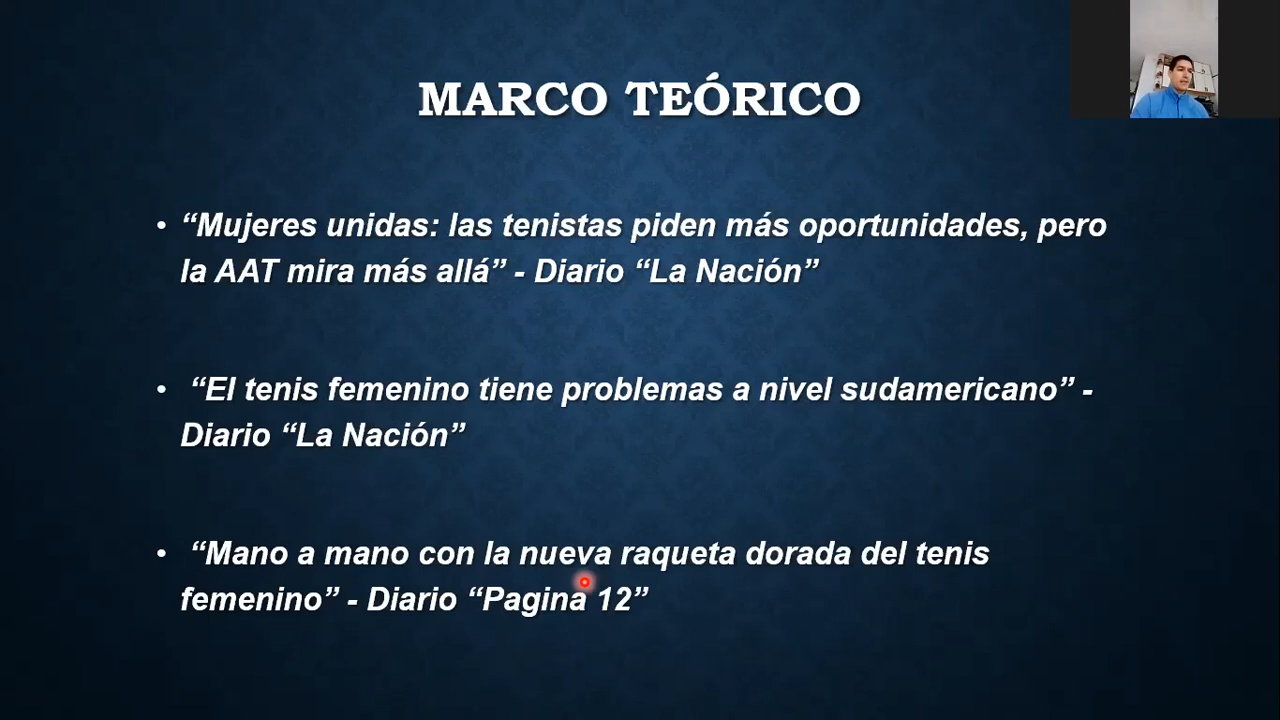 MARCO TEÓRICO
• “Mujeres unidas: las tenistas piden más oportunidades, pero
la AAT mira más allá” - Diario “La Nación”
• “El tenis femenino tiene problemas a nivel sudamericano” -
Diario “La Nación”
• “Mano a mano con la nueva raqueta dorada del tenis
femenino” - Diario “Pagina 12”